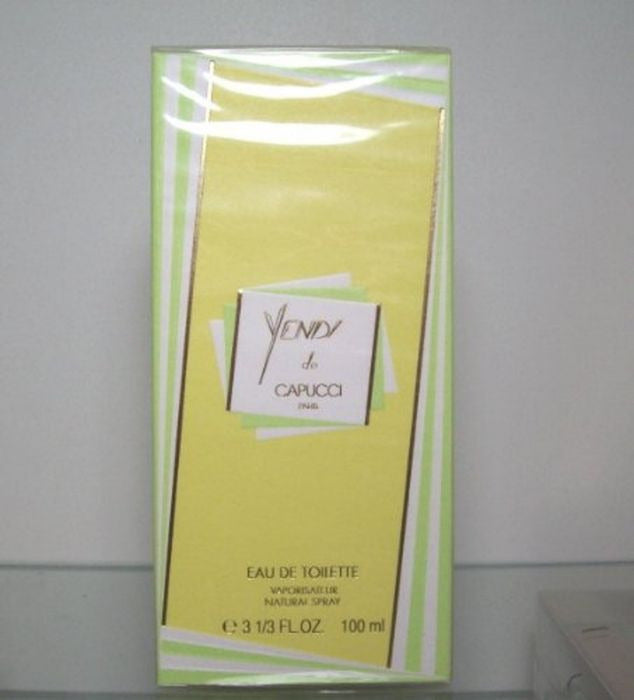 YENDI
de
CAPUCCI
PARIS
EAU DE TOILETTE
VAPORISATEUR
NATURAL SPRAY
e 3 1/3 FL.OZ. 100 ml